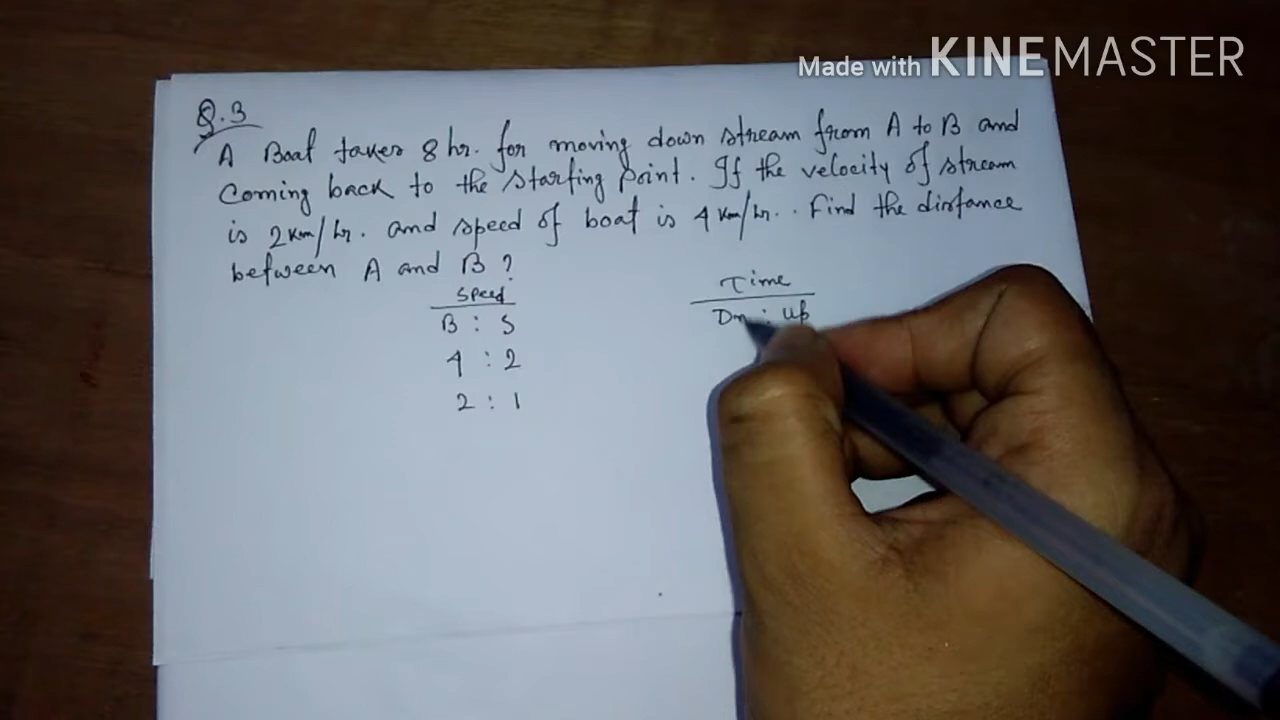 Made with KINEMASTER
Q.3
A Boat takes 8 hr. for moving down stream from A to B and
Coming back to the starting point. If the velocity of stream
is 2 km/hr. and speed of boat is 4 km/hr.. Find the distance
between A and B ?
Speed
B : S
4 : 2
2 : 1
Time
Dn : Up